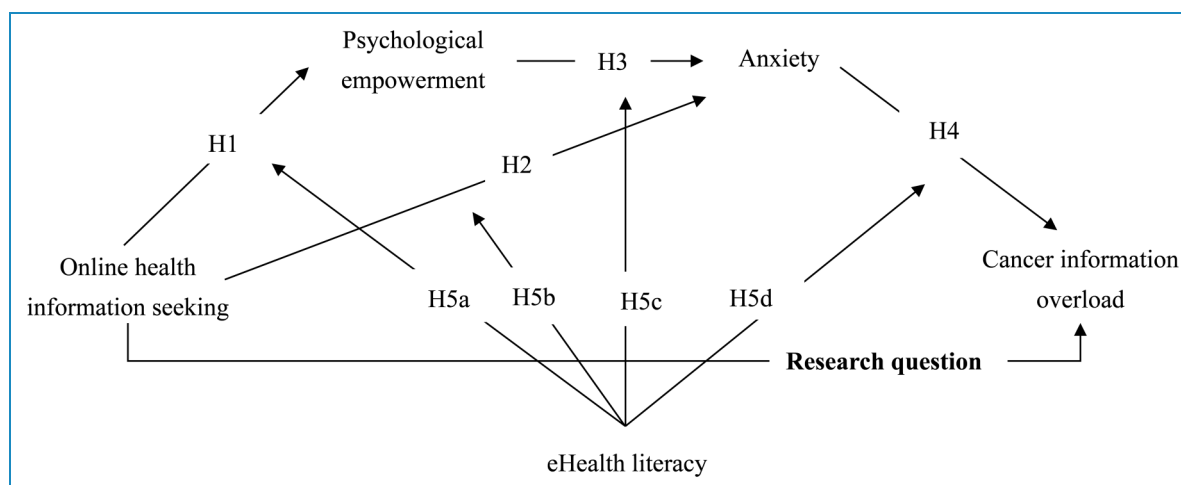 Psychological
empowerment
H3
Anxiety
H1
H4
H2
Online health
information seeking
Cancer information
overload
H5a
H5b
H5c
H5d
Research question
eHealth literacy